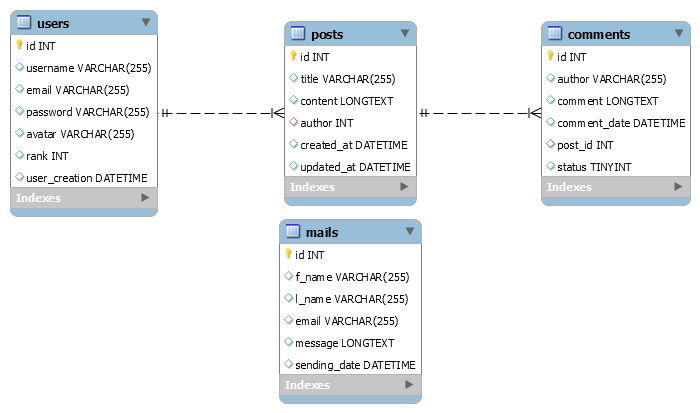 users
id INT
username VARCHAR(255)
email VARCHAR(255)
password VARCHAR(255)
avatar VARCHAR(255)
rank INT
user_creation DATETIME
Indexes
posts
id INT
title VARCHAR(255)
content LONGTEXT
author INT
created_at DATETIME
updated_at DATETIME
Indexes
comments
id INT
author VARCHAR(255)
comment LONGTEXT
comment_date DATETIME
post_id INT
status TINYINT
Indexes
mails
id INT
f_name VARCHAR(255)
l_name VARCHAR(255)
email VARCHAR(255)
message LONGTEXT
sending_date DATETIME
Indexes